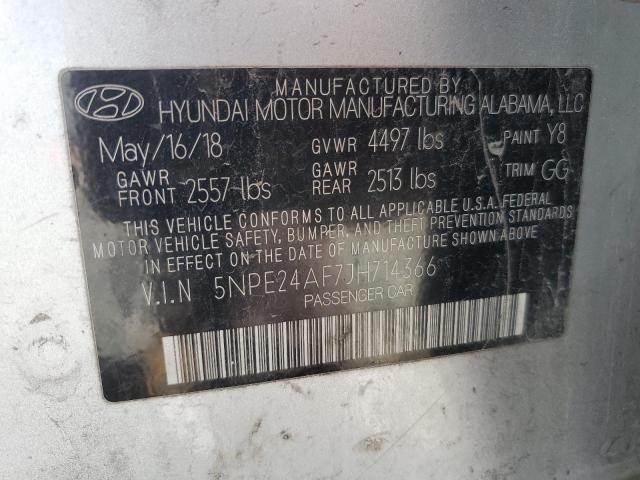 MANUFACTURED BY
HYUNDAI MOTOR MANUFACTURING ALABAMA, LLC
May/16/18 GVWR 4497 lbs PAINT Y8
GAWR FRONT 2557 lbs GAWR REAR 2513 lbs TRIM GG
THIS VEHICLE CONFORMS TO ALL APPLICABLE U.S.A. FEDERAL
MOTOR VEHICLE SAFETY, BUMPER, AND THEFT PREVENTION STANDARDS
IN EFFECT ON THE DATE OF MANUFACTURE SHOWN ABOVE
V.I.N 5NPE24AF7JH714366
PASSENGER CAR